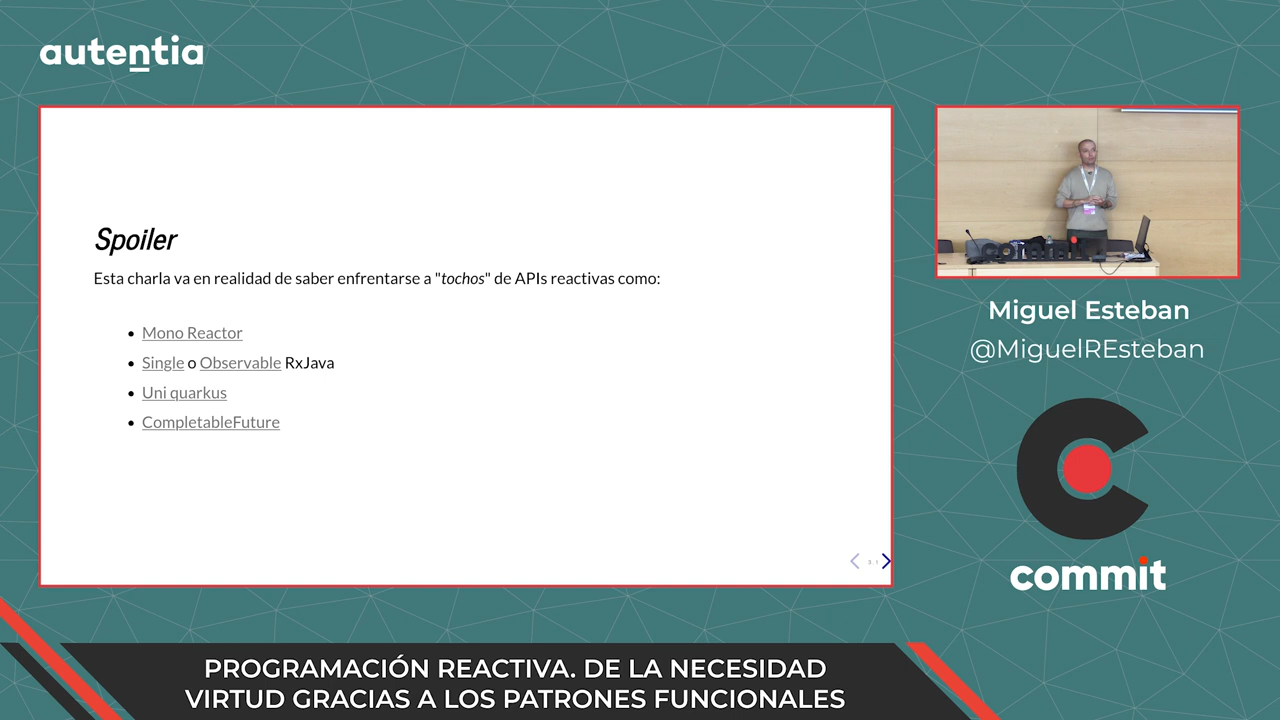 autentia
Spoiler
Esta charla va en realidad de saber enfrentarse a "tochos" de APIs reactivas como:
• Mono Reactor
• Single o Observable RxJava
• Uni quarkus
• CompletableFuture
Miguel Esteban
@MiguelREsteban
commit
PROGRAMACIÓN REACTIVA. DE LA NECESIDAD
VIRTUD GRACIAS A LOS PATRONES FUNCIONALES